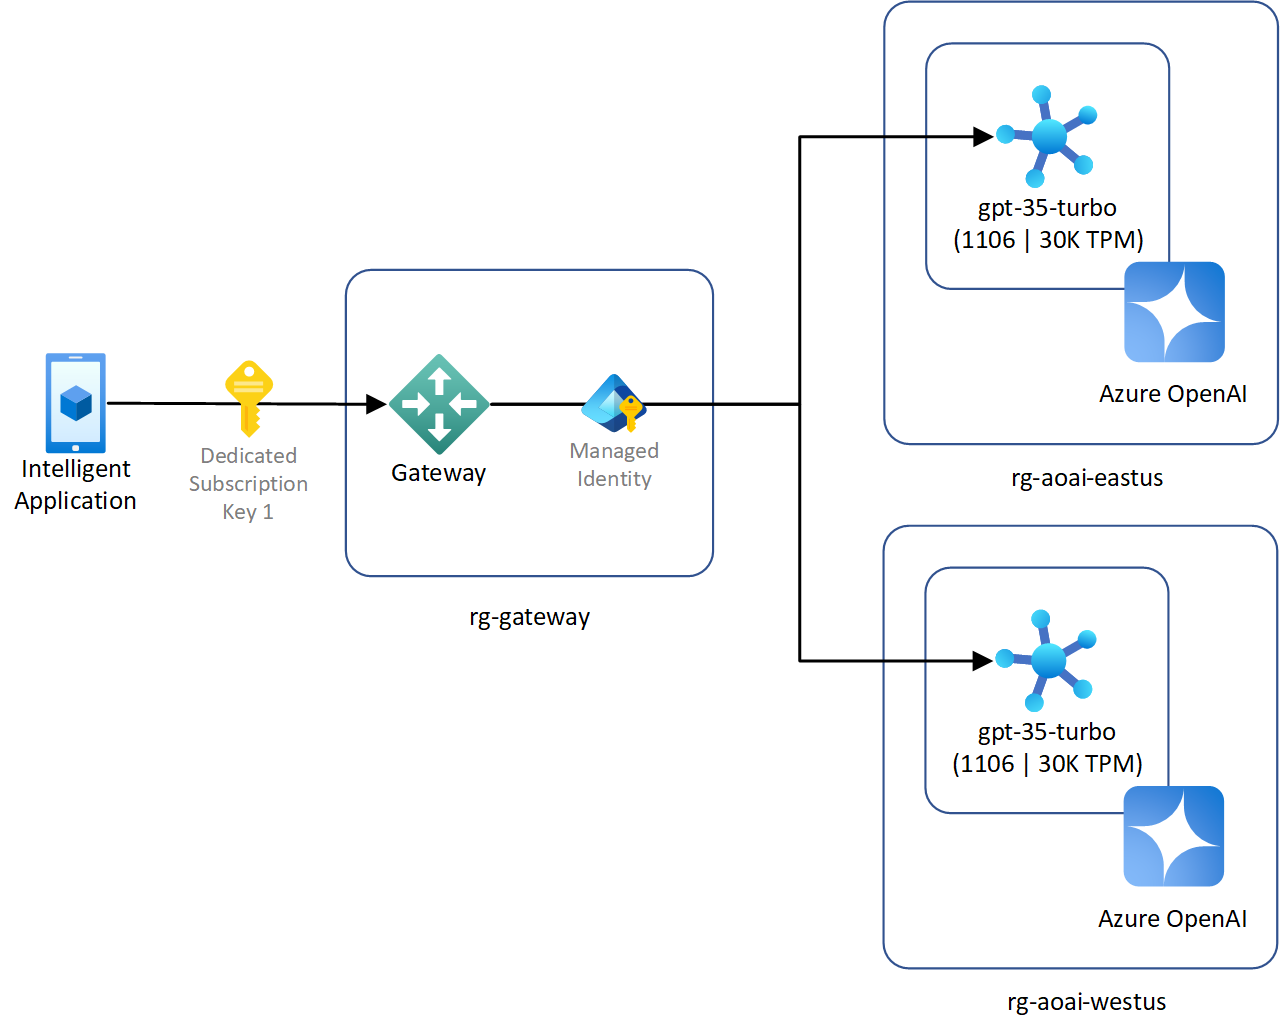 Intelligent
Application
Dedicated
Subscription
Key 1
Gateway
Managed
Identity
rg-gateway
gpt-35-turbo
(1106 | 30K TPM)
Azure OpenAI
rg-aoai-eastus
gpt-35-turbo
(1106 | 30K TPM)
Azure OpenAI
rg-aoai-westus